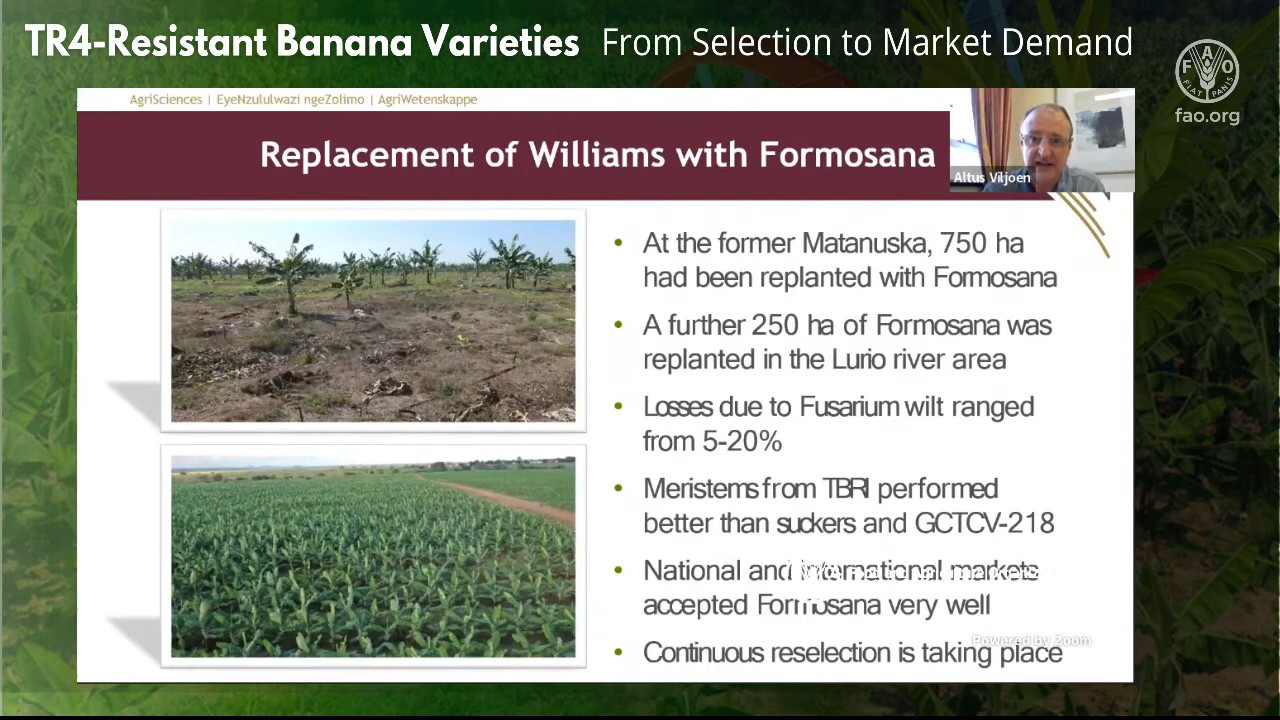 TR4-Resistant Banana Varieties From Selection to Market Demand
FAO
FIAT PANIS
fao.org
AgriSciences | EyeNzululwazi ngeZolimo | AgriWetenskappe
Replacement of Williams with Formosana
Altus Viljoen
• At the former Matanuska, 750 ha
had been replanted with Formosana
• A further 250 ha of Formosana was
replanted in the Lurio river area
• Losses due to Fusarium wilt ranged
from 5-20%
• Meristems from TBRI performed
better than suckers and GCTCV-218
• National and international markets
accepted Formosana very well
Powered by Zoom
• Continuous reselection is taking place